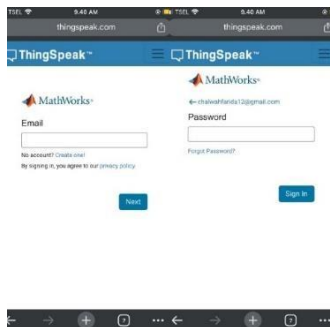 TSEL 9.40 AM
thingspeak.com
ThingSpeak™
MathWorks®
Email
No account? Create one!
By signing in, you agree to our privacy policy.
Next
TSEL 9.40 AM
thingspeak.com
ThingSpeak™
MathWorks®
Password
Forgot Password?
Sign In